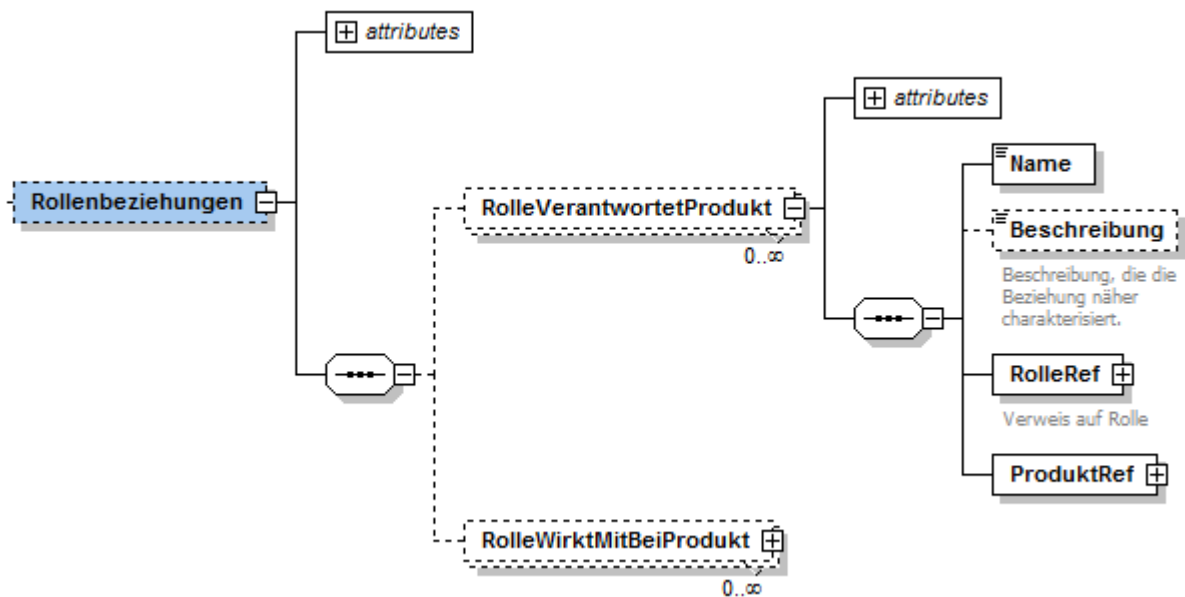 attributes
attributes
Name
Rollenbeziehungen
RolleVerantwortetProdukt
0..∞
Beschreibung
Beschreibung, die die
Beziehung näher
charakterisiert.
RolleRef
Verweis auf Rolle
ProduktRef
RolleWirktMitBeiProdukt
0..∞